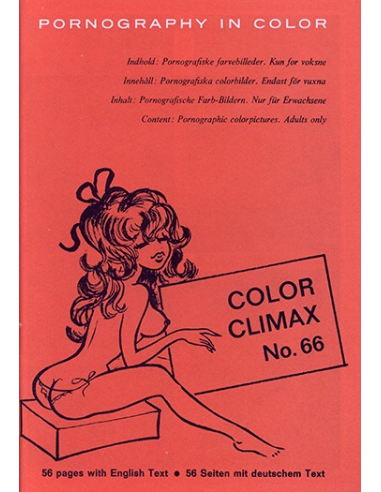 PORNOGRAPHY IN COLOR
Indhold: Pornografiske farvebilleder. Kun for voksne
Innehåll: Pornografiska colorbilder. Endast för vuxna
Inhalt: Pornografische Farb-Bildern. Nur für Erwachsene
Content: Pornographic colorpictures. Adults only
COLOR
CLIMAX
No. 66
56 pages with English Text ● 56 Seiten mit deutschem Text